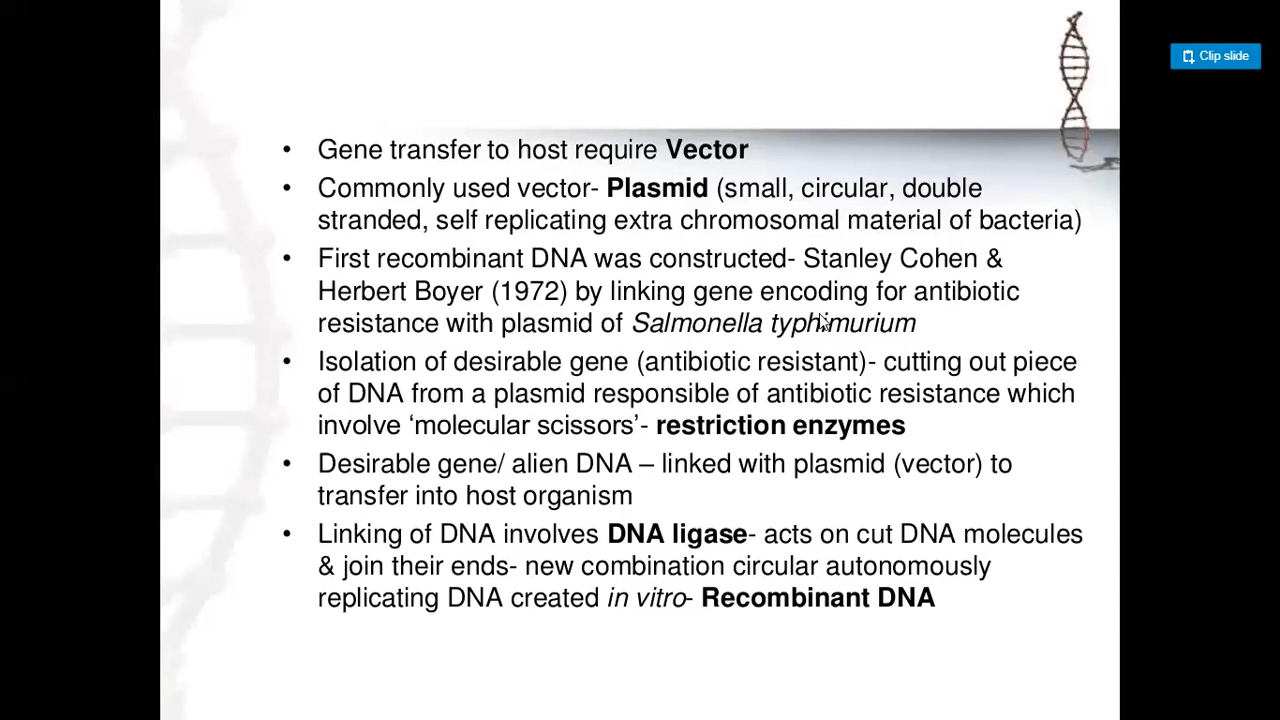 Clip slide
• Gene transfer to host require Vector
• Commonly used vector- Plasmid (small, circular, double
stranded, self replicating extra chromosomal material of bacteria)
• First recombinant DNA was constructed- Stanley Cohen &
Herbert Boyer (1972) by linking gene encoding for antibiotic
resistance with plasmid of Salmonella typhimurium
• Isolation of desirable gene (antibiotic resistant)- cutting out piece
of DNA from a plasmid responsible of antibiotic resistance which
involve ‘molecular scissors’- restriction enzymes
• Desirable gene/ alien DNA – linked with plasmid (vector) to
transfer into host organism
• Linking of DNA involves DNA ligase- acts on cut DNA molecules
& join their ends- new combination circular autonomously
replicating DNA created in vitro- Recombinant DNA